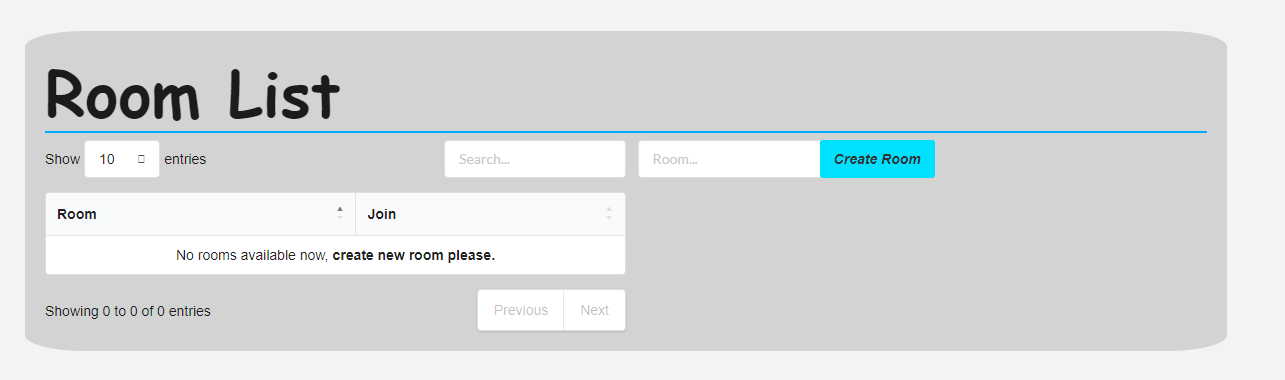 Room List
Show 10 entries Search... Room... Create Room
Room Join
No rooms available now, create new room please.
Showing 0 to 0 of 0 entries Previous Next